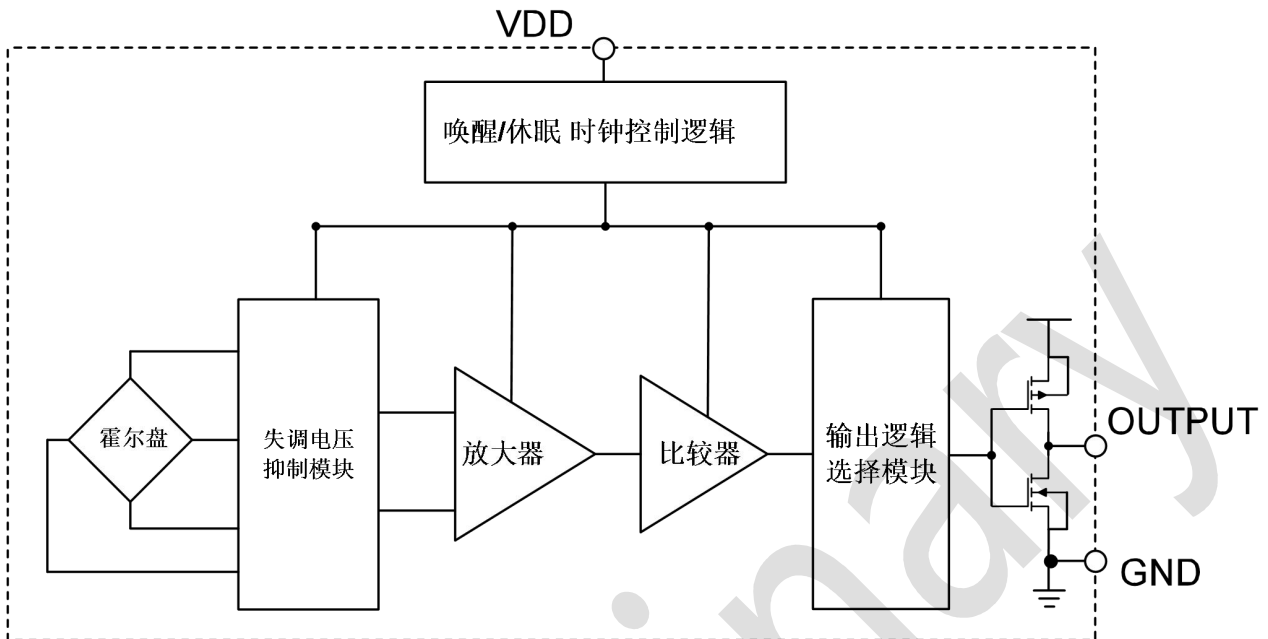 VDD
唤醒/休眠 时钟控制逻辑
霍尔盘
失调电压
抑制模块
放大器
比较器
输出逻辑
选择模块
OUTPUT
GND
inary